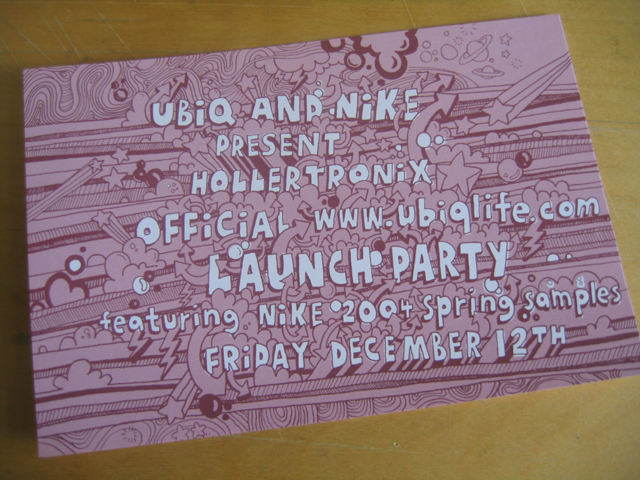 UBiQ AND NiKE
PRESENT
HOLLERTRONiX
OFFiCiAL www.ubiqlife.com
LAUNCH PARTY
featuring NiKE 2004 Spring samples
FRiDAY DECEMBER 12TH